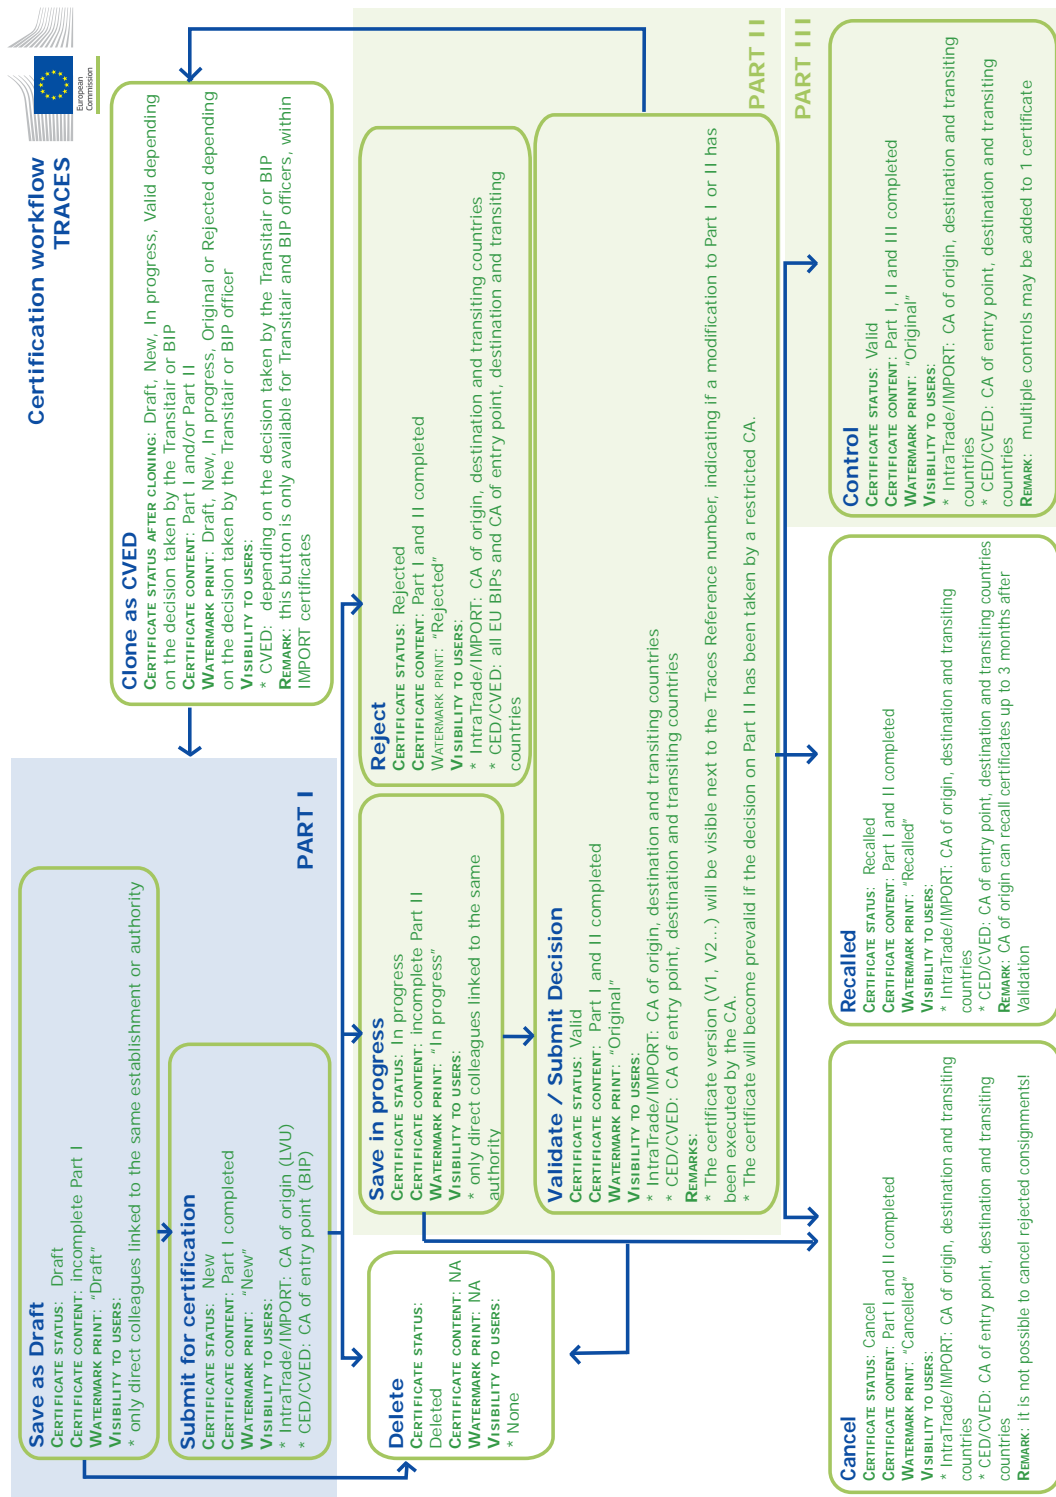 Certification workflow
TRACES
European
Commission
Save as Draft
CERTIFICATE STATUS: Draft
CERTIFICATE CONTENT: incomplete Part I
WATERMARK PRINT: "Draft"
VISIBILITY TO USERS:
* only direct colleagues linked to the same establishment or authority
Submit for certification
CERTIFICATE STATUS: New
CERTIFICATE CONTENT: Part I completed
WATERMARK PRINT: "New"
VISIBILITY TO USERS:
* IntraTrade/IMPORT: CA of origin (LVU)
* CED/CVED: CA of entry point (BIP)
PART I
Clone as CVED
CERTIFICATE STATUS AFTER CLONING: Draft, New, In progress, Valid depending
on the decision taken by the Transitair or BIP
CERTIFICATE CONTENT: Part I and/or Part II
WATERMARK PRINT: Draft, New, In progress, Original or Rejected depending
on the decision taken by the Transitair or BIP officer
VISIBILITY TO USERS:
* CVED: depending on the decision taken by the Transitair or BIP
REMARK: this button is only available for Transitair and BIP officers, within
IMPORT certificates
Delete
CERTIFICATE STATUS:
Deleted
CERTIFICATE CONTENT: NA
WATERMARK PRINT: NA
VISIBILITY TO USERS:
* None
Save in progress
CERTIFICATE STATUS: In progress
CERTIFICATE CONTENT: incomplete Part II
WATERMARK PRINT: "In progress"
VISIBILITY TO USERS:
* only direct colleagues linked to the same
authority
Reject
CERTIFICATE STATUS: Rejected
CERTIFICATE CONTENT: Part I and II completed
WATERMARK PRINT: "Rejected"
VISIBILITY TO USERS:
* IntraTrade/IMPORT: CA of origin, destination and transiting countries
* CED/CVED: all EU BIPs and CA of entry point, destination and transiting
countries
Validate / Submit Decision
CERTIFICATE STATUS: Valid
CERTIFICATE CONTENT: Part I and II completed
WATERMARK PRINT: "Original"
VISIBILITY TO USERS:
* IntraTrade/IMPORT: CA of origin, destination and transiting countries
* CED/CVED: CA of entry point, destination and transiting countries
REMARKS:
* The certificate version (V1, V2...) will be visible next to the Traces Reference number, indicating if a modification to Part I or II has
been executed by the CA.
* The certificate will become prevalid if the decision on Part II has been taken by a restricted CA.
PART II
PART III
Cancel
CERTIFICATE STATUS: Cancel
CERTIFICATE CONTENT: Part I and II completed
WATERMARK PRINT: "Cancelled"
VISIBILITY TO USERS:
* IntraTrade/IMPORT: CA of origin, destination and transiting
countries
* CED/CVED: CA of entry point, destination and transiting
countries
REMARK: it is not possible to cancel rejected consignments!
Recalled
CERTIFICATE STATUS: Recalled
CERTIFICATE CONTENT: Part I and II completed
WATERMARK PRINT: "Recalled"
VISIBILITY TO USERS:
* IntraTrade/IMPORT: CA of origin, destination and transiting
countries
* CED/CVED: CA of entry point, destination and transiting countries
REMARK: CA of origin can recall certificates up to 3 months after
Validation
Control
CERTIFICATE STATUS: Valid
CERTIFICATE CONTENT: Part I, II and III completed
WATERMARK PRINT: "Original"
VISIBILITY TO USERS:
* IntraTrade/IMPORT: CA of origin, destination and transiting
countries
* CED/CVED: CA of entry point, destination and transiting
countries
REMARK: multiple controls may be added to 1 certificate